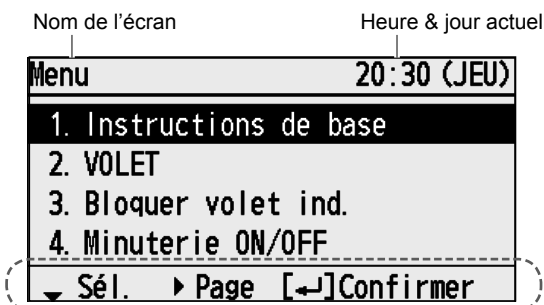 Nom de l'écran Heure & jour actuel
Menu 20:30 (JEU)
1. Instructions de base
2. VOLET
3. Bloquer volet ind.
4. Minuterie ON/OFF
Sél. Page [↵]Confirmer